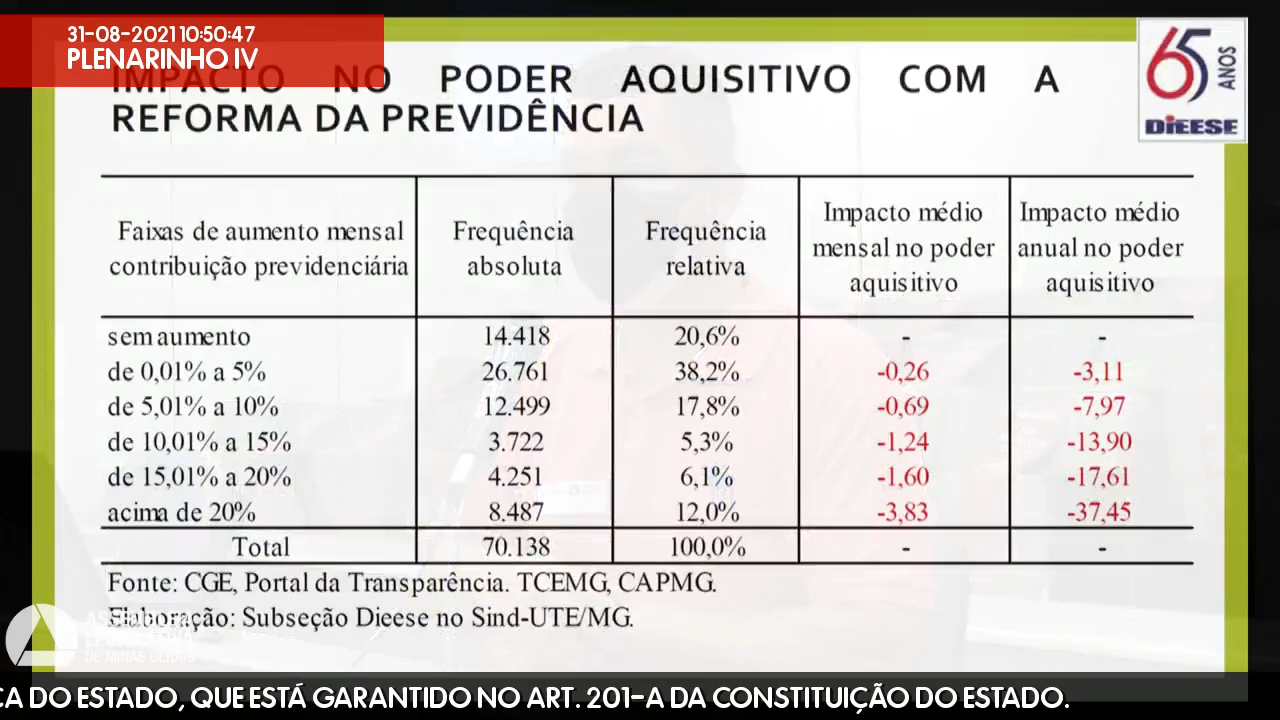 31-08-2021 10:50:47
PLENARINHO IV
IMPACTO NO PODER AQUISITIVO COM A
REFORMA DA PREVIDÊNCIA
65 ANOS
DIEESE
Faixas de aumento mensal contribuição previdenciária | Frequência absoluta | Frequência relativa | Impacto médio mensal no poder aquisitivo | Impacto médio anual no poder aquisitivo
sem aumento 14.418 20,6% - -
de 0,01% a 5% 26.761 38,2% -0,26 -3,11
de 5,01% a 10% 12.499 17,8% -0,69 -7,97
de 10,01% a 15% 3.722 5,3% -1,24 -13,90
de 15,01% a 20% 4.251 6,1% -1,60 -17,61
acima de 20% 8.487 12,0% -3,83 -37,45
Total 70.138 100,0% - -
Fonte: CGE, Portal da Transparência. TCEMG, CAPMG.
Elaboração: Subseção Dieese no Sind-UTE/MG.
DE MINAS GERAIS
DO ESTADO, QUE ESTÁ GARANTIDO NO ART. 201-A DA CONSTITUIÇÃO DO ESTADO.